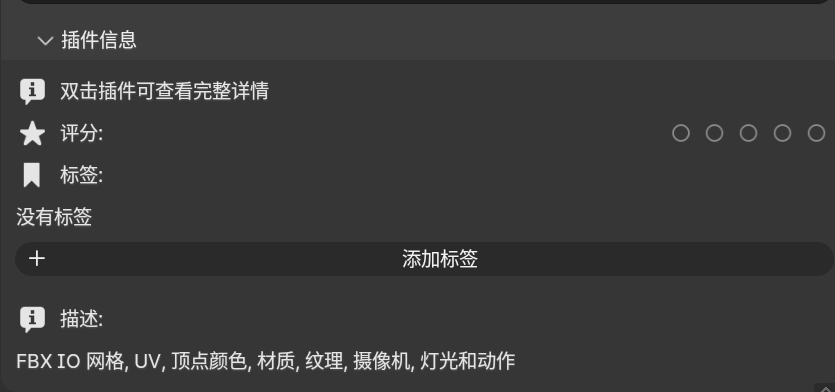 插件信息
双击插件可查看完整详情
评分:
标签:
没有标签
添加标签
描述:
FBX IO 网格, UV, 顶点颜色, 材质, 纹理, 摄像机, 灯光和动作